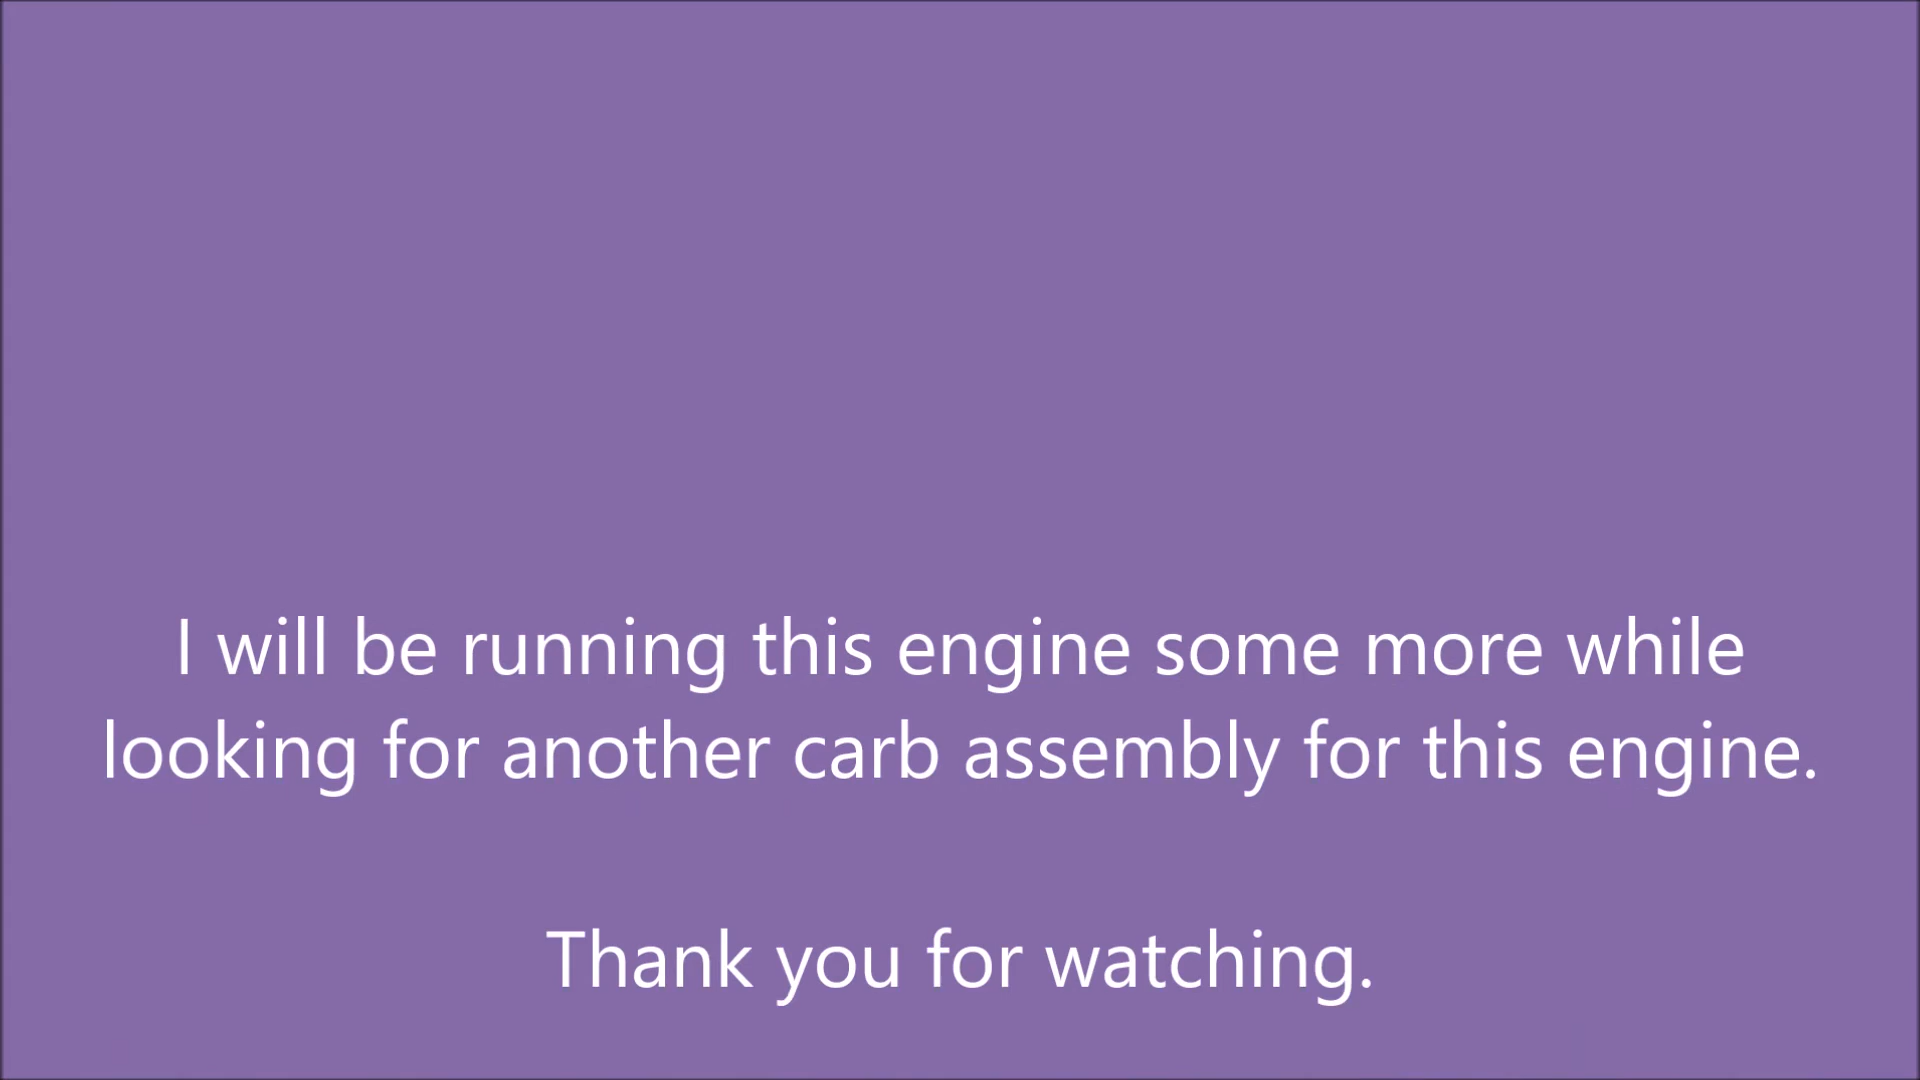 I will be running this engine some more while
looking for another carb assembly for this engine.
Thank you for watching.